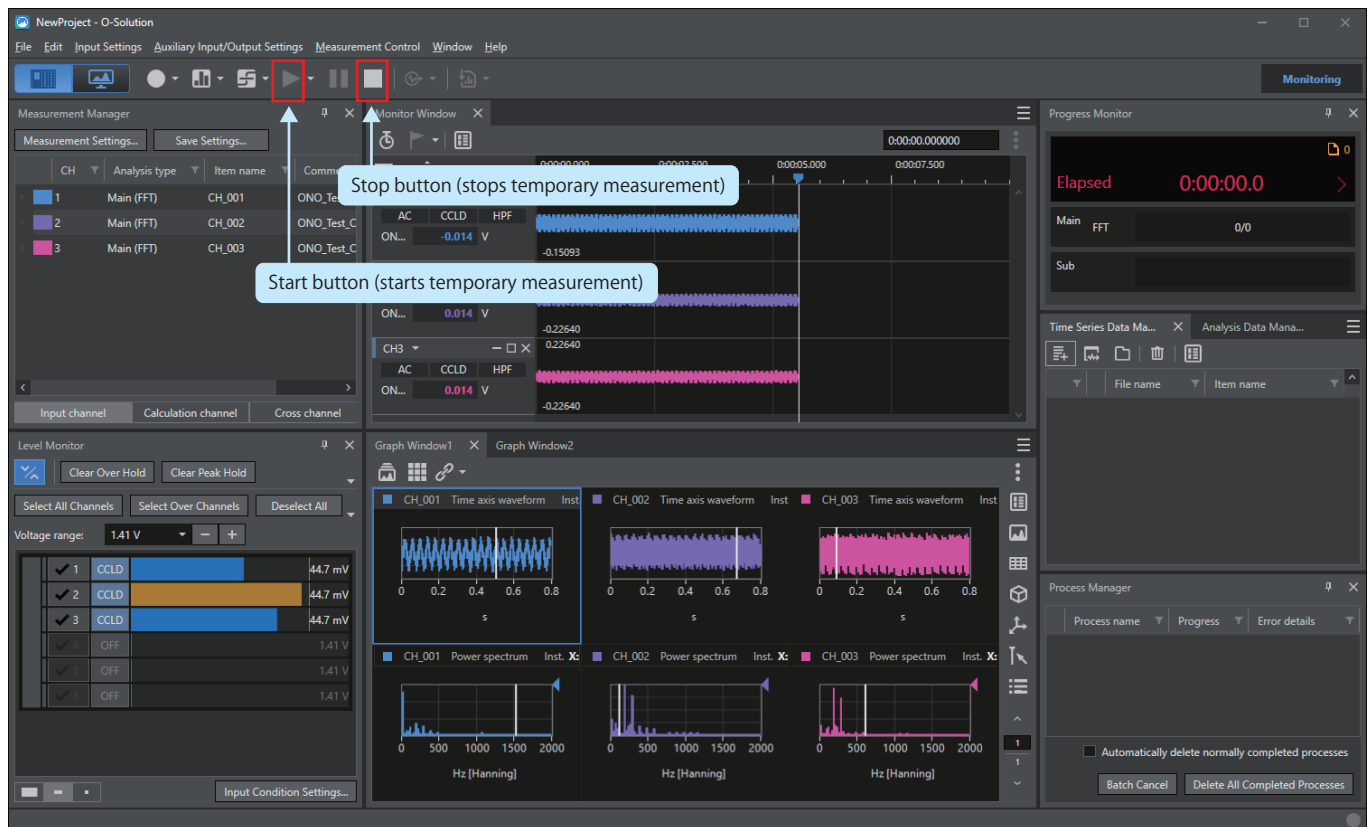 NewProject - O-Solution
File Edit Input Settings Auxiliary Input/Output Settings Measurement Control Window Help
Monitoring
Measurement Manager
Measurement Settings... Save Settings...
CH Analysis type Item name
1 Main (FFT) CH_001
2 Main (FFT) CH_002
3 Main (FFT) CH_003
Input channel Calculation channel Cross channel
Monitor Window
0:00:00.000000
0:00:05.000 0:00:07.500
Stop button (stops temporary measurement)
AC CCLD HPF
ON... -0.014 V
-0.15093
Start button (starts temporary measurement)
ON... 0.014 V
-0.22640
CH3
0.22640
AC CCLD HPF
ON... 0.014 V
-0.22640
Progress Monitor
0
Elapsed 0:00:00.0
Main FFT 0/0
Sub
Time Series Data Ma... Analysis Data Mana...
File name Item name
Level Monitor
Clear Over Hold Clear Peak Hold
Select All Channels Select Over Channels Deselect All
Voltage range: 1.41 V
1 CCLD 44.7 mV
2 CCLD 44.7 mV
3 CCLD 44.7 mV
4 OFF 1.41 V
5 OFF 1.41 V
6 OFF 1.41 V
Input Condition Settings...
Graph Window1 Graph Window2
CH_001 Time axis waveform Inst
0 0.2 0.4 0.6 0.8
s
CH_002 Time axis waveform Inst
0 0.2 0.4 0.6 0.8
s
CH_003 Time axis waveform Inst
0 0.2 0.4 0.6 0.8
s
CH_001 Power spectrum Inst. X:
0 500 1000 1500 2000
Hz [Hanning]
CH_002 Power spectrum Inst. X:
0 500 1000 1500 2000
Hz [Hanning]
CH_003 Power spectrum Inst. X:
0 500 1000 1500 2000
Hz [Hanning]
1
1
Process Manager
Process name Progress Error details
Automatically delete normally completed processes
Batch Cancel Delete All Completed Processes